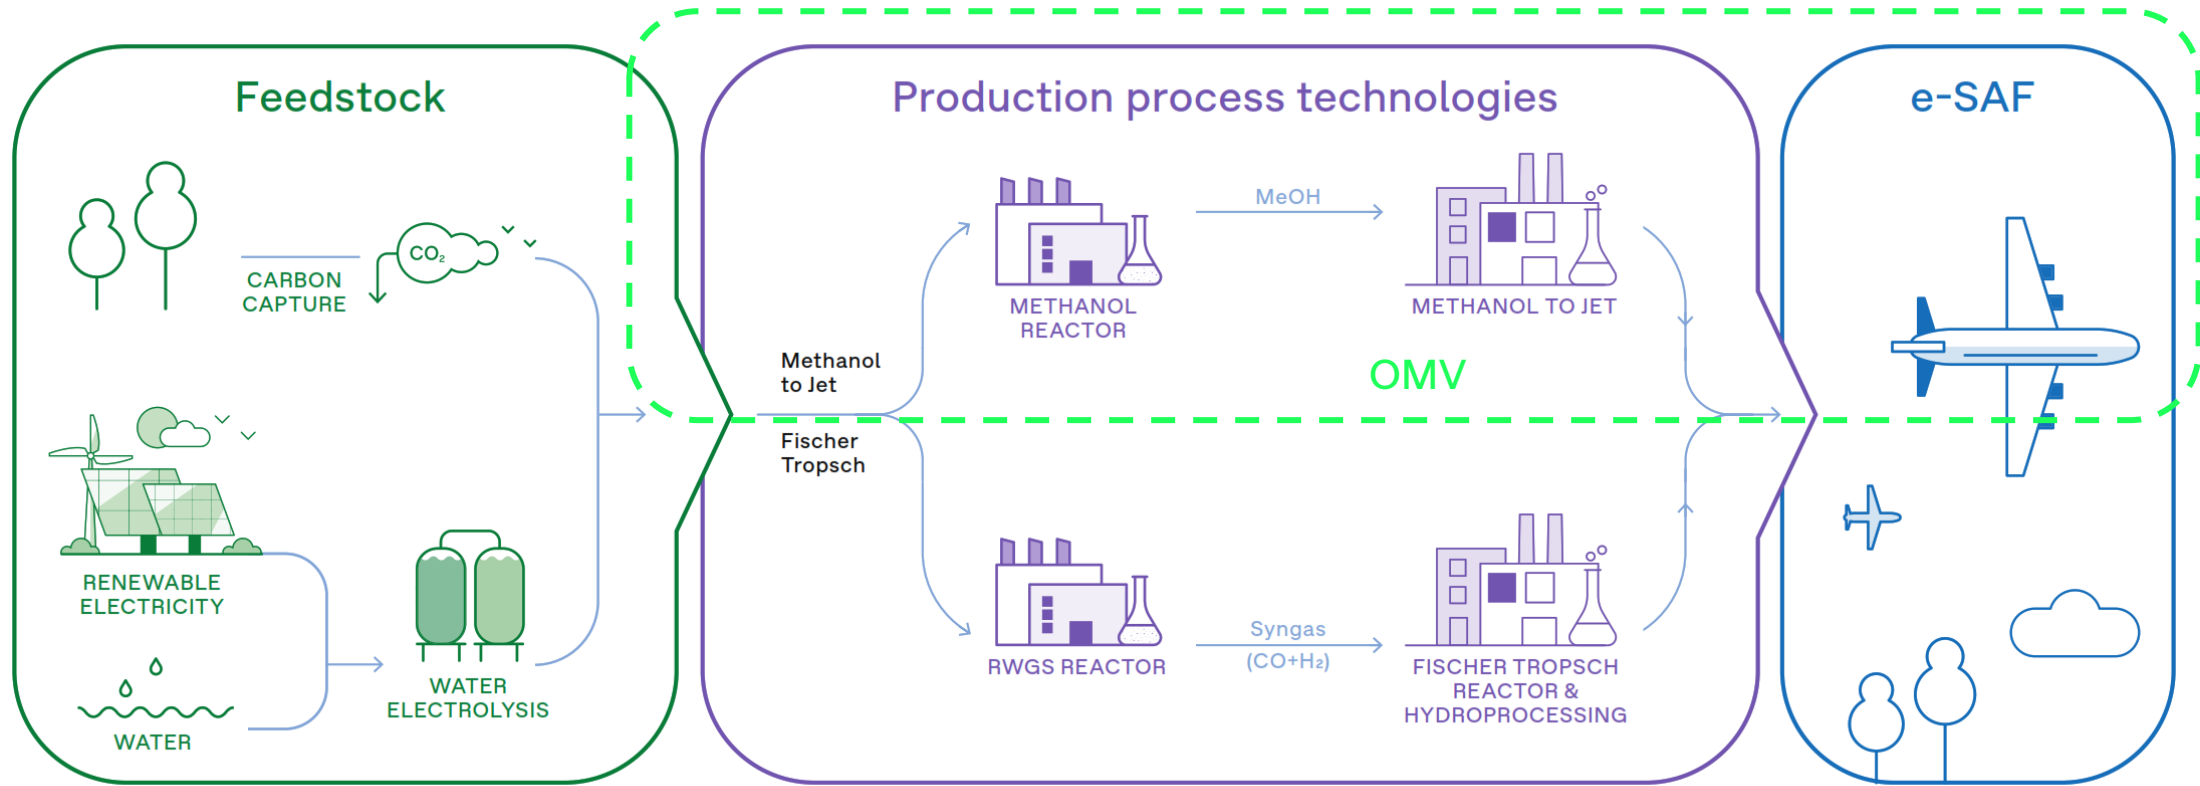 Feedstock
CARBON
CAPTURE
CO₂
RENEWABLE
ELECTRICITY
WATER
WATER
ELECTROLYSIS
Production process technologies
Methanol
to Jet
Fischer
Tropsch
METHANOL
REACTOR
MeOH
METHANOL TO JET
OMV
RWGS REACTOR
Syngas
(CO+H₂)
FISCHER TROPSCH
REACTOR &
HYDROPROCESSING
e-SAF